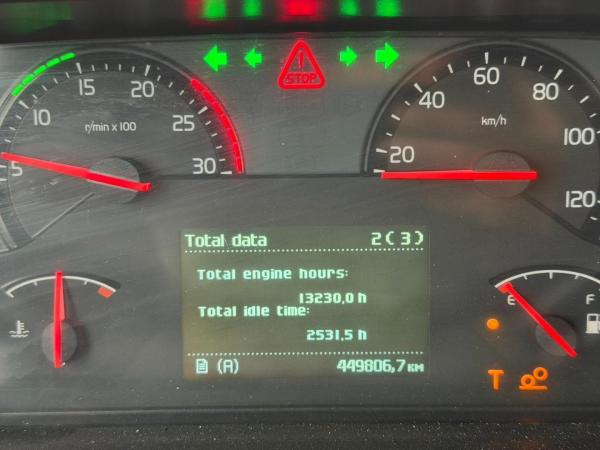 STOP
5
10
15
20
25
30
r/min x 100
20
40
60
80
100
120
km/h
Total data 2(3)
Total engine hours:
13230,0 h
Total idle time:
2531,5 h
(A) 449806,7 KM
E F
T